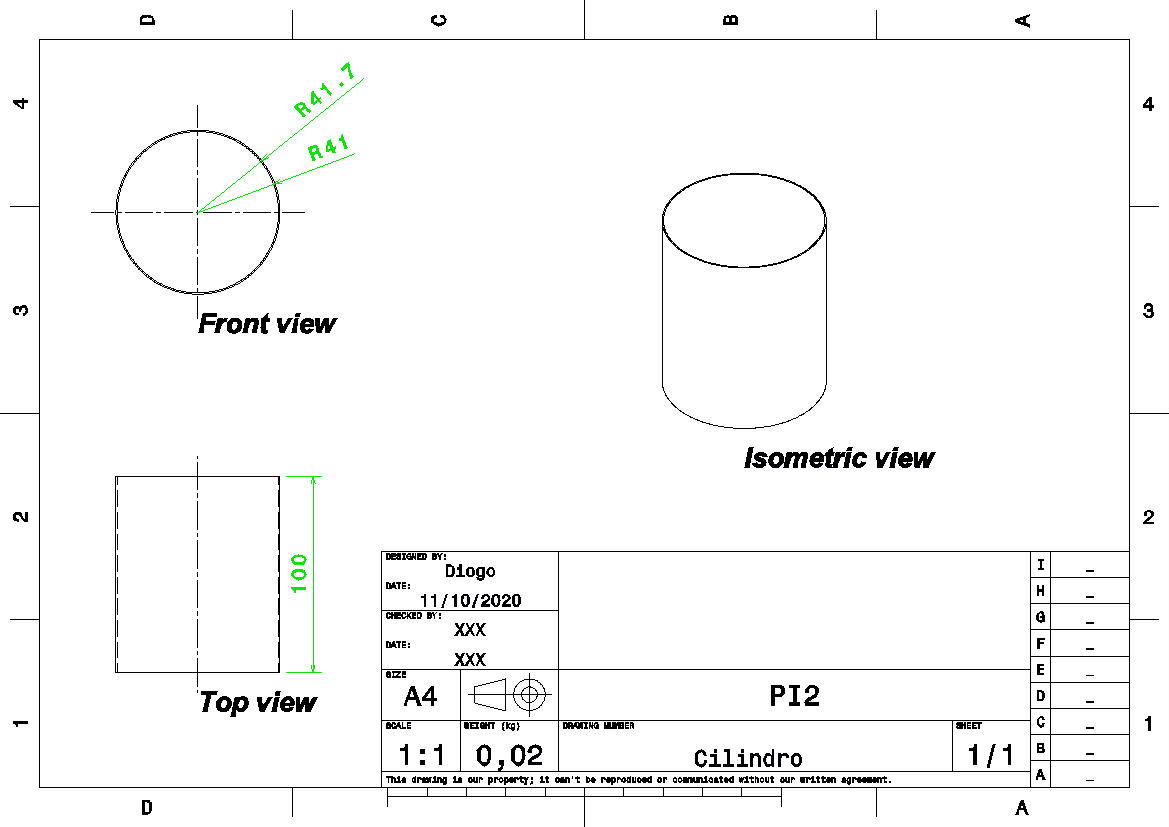 D C B A
4 4
R41.7
R41
3 3
Front view
Isometric view
2 2
100
DESIGNED BY:
Diogo
DATE:
11/10/2020
CHECKED BY:
XXX
DATE:
XXX
I _
H _
G _
F _
E _
D _
C _
B _
A _
SIZE
A4
PI2
Top view
1 1
SCALE
1:1
WEIGHT (kg)
0,02
DRAWING NUMBER
Cilindro
SHEET
1/1
This drawing is our property; it can't be reproduced or communicated without our written agreement.
D A